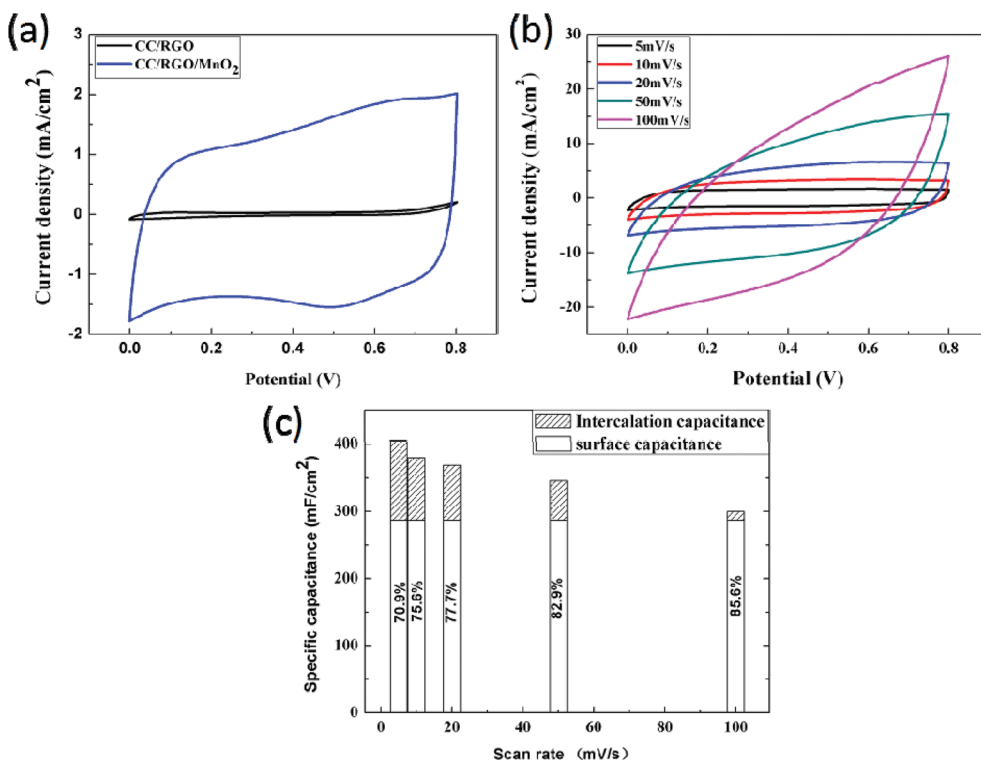 (a)
CC/RGO
CC/RGO/MnO2
2
1
0
-1
-2
0.0 0.2 0.4 0.6 0.8
Current density (mA/cm2)
Potential (V)
(b)
5mV/s
10mV/s
20mV/s
50mV/s
100mV/s
30
20
10
0
-10
-20
0.0 0.2 0.4 0.6 0.8
Current density (mA/cm2)
Potential (V)
(c)
Intercalation capacitance
surface capacitance
400
300
200
100
0
70.9%
75.6%
77.7%
82.9%
85.6%
0 20 40 60 80 100
Specific capacitance (mF/cm2)
Scan rate (mV/s)